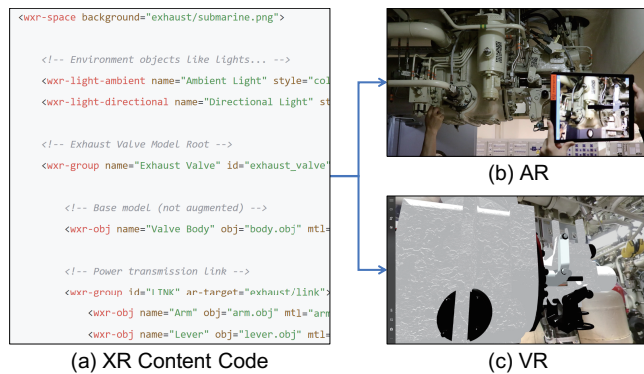 <wxr-space background="exhaust/submarine.png">
<!-- Environment objects like Lights... -->
<wxr-light-ambient name="Ambient Light" style="col
<wxr-light-directional name="Directional Light" st
<!-- Exhaust Valve Model Root -->
<wxr-group name="Exhaust Valve" id="exhaust_valve"
<!-- Base model (not augmented) -->
<wxr-obj name="Valve Body" obj="body.obj" mtl=
<!-- Power transmission link -->
<wxr-group id="LINK" ar-target="exhaust/link">
<wxr-obj name="Arm" obj="arm.obj" mtl="arm
<wxr-obj name="Lever" obj="lever.obj" mtl=
(a) XR Content Code
(b) AR
(c) VR